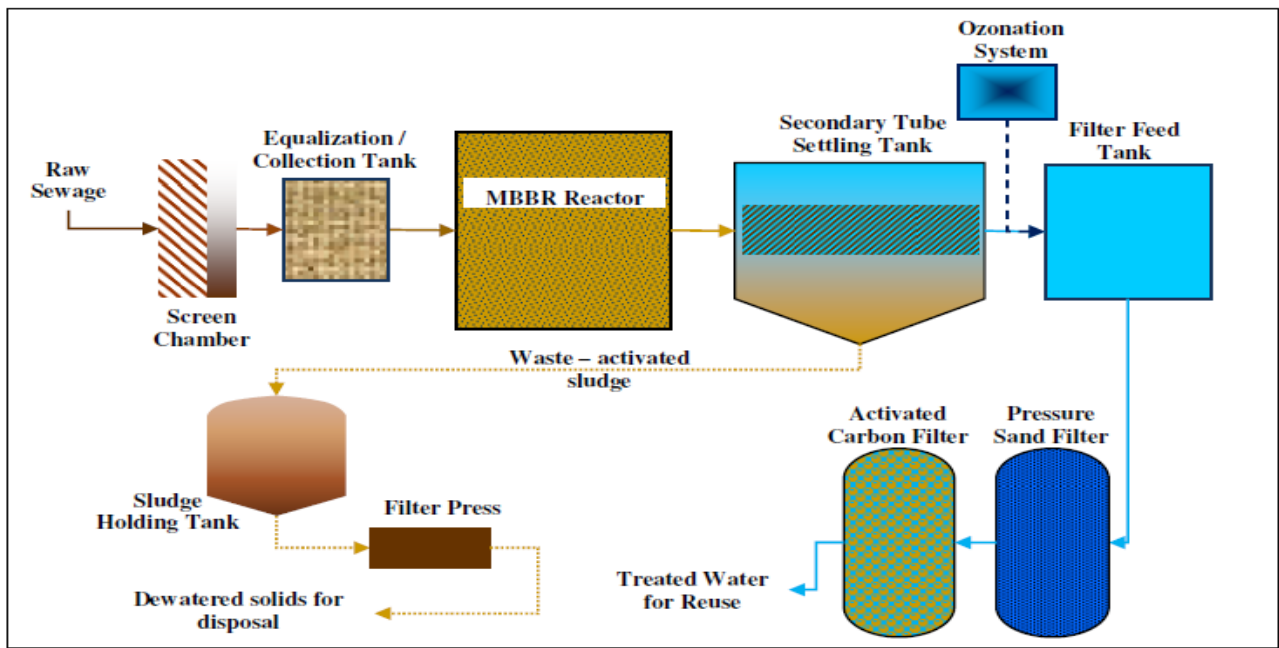 Ozonation
System
Equalization /
Collection Tank
Secondary Tube
Settling Tank
Filter Feed
Tank
Raw
Sewage
MBBR Reactor
Screen
Chamber
Waste – activated
sludge
Activated
Carbon Filter
Pressure
Sand Filter
Sludge
Holding Tank
Filter Press
Treated Water
for Reuse
Dewatered solids for
disposal